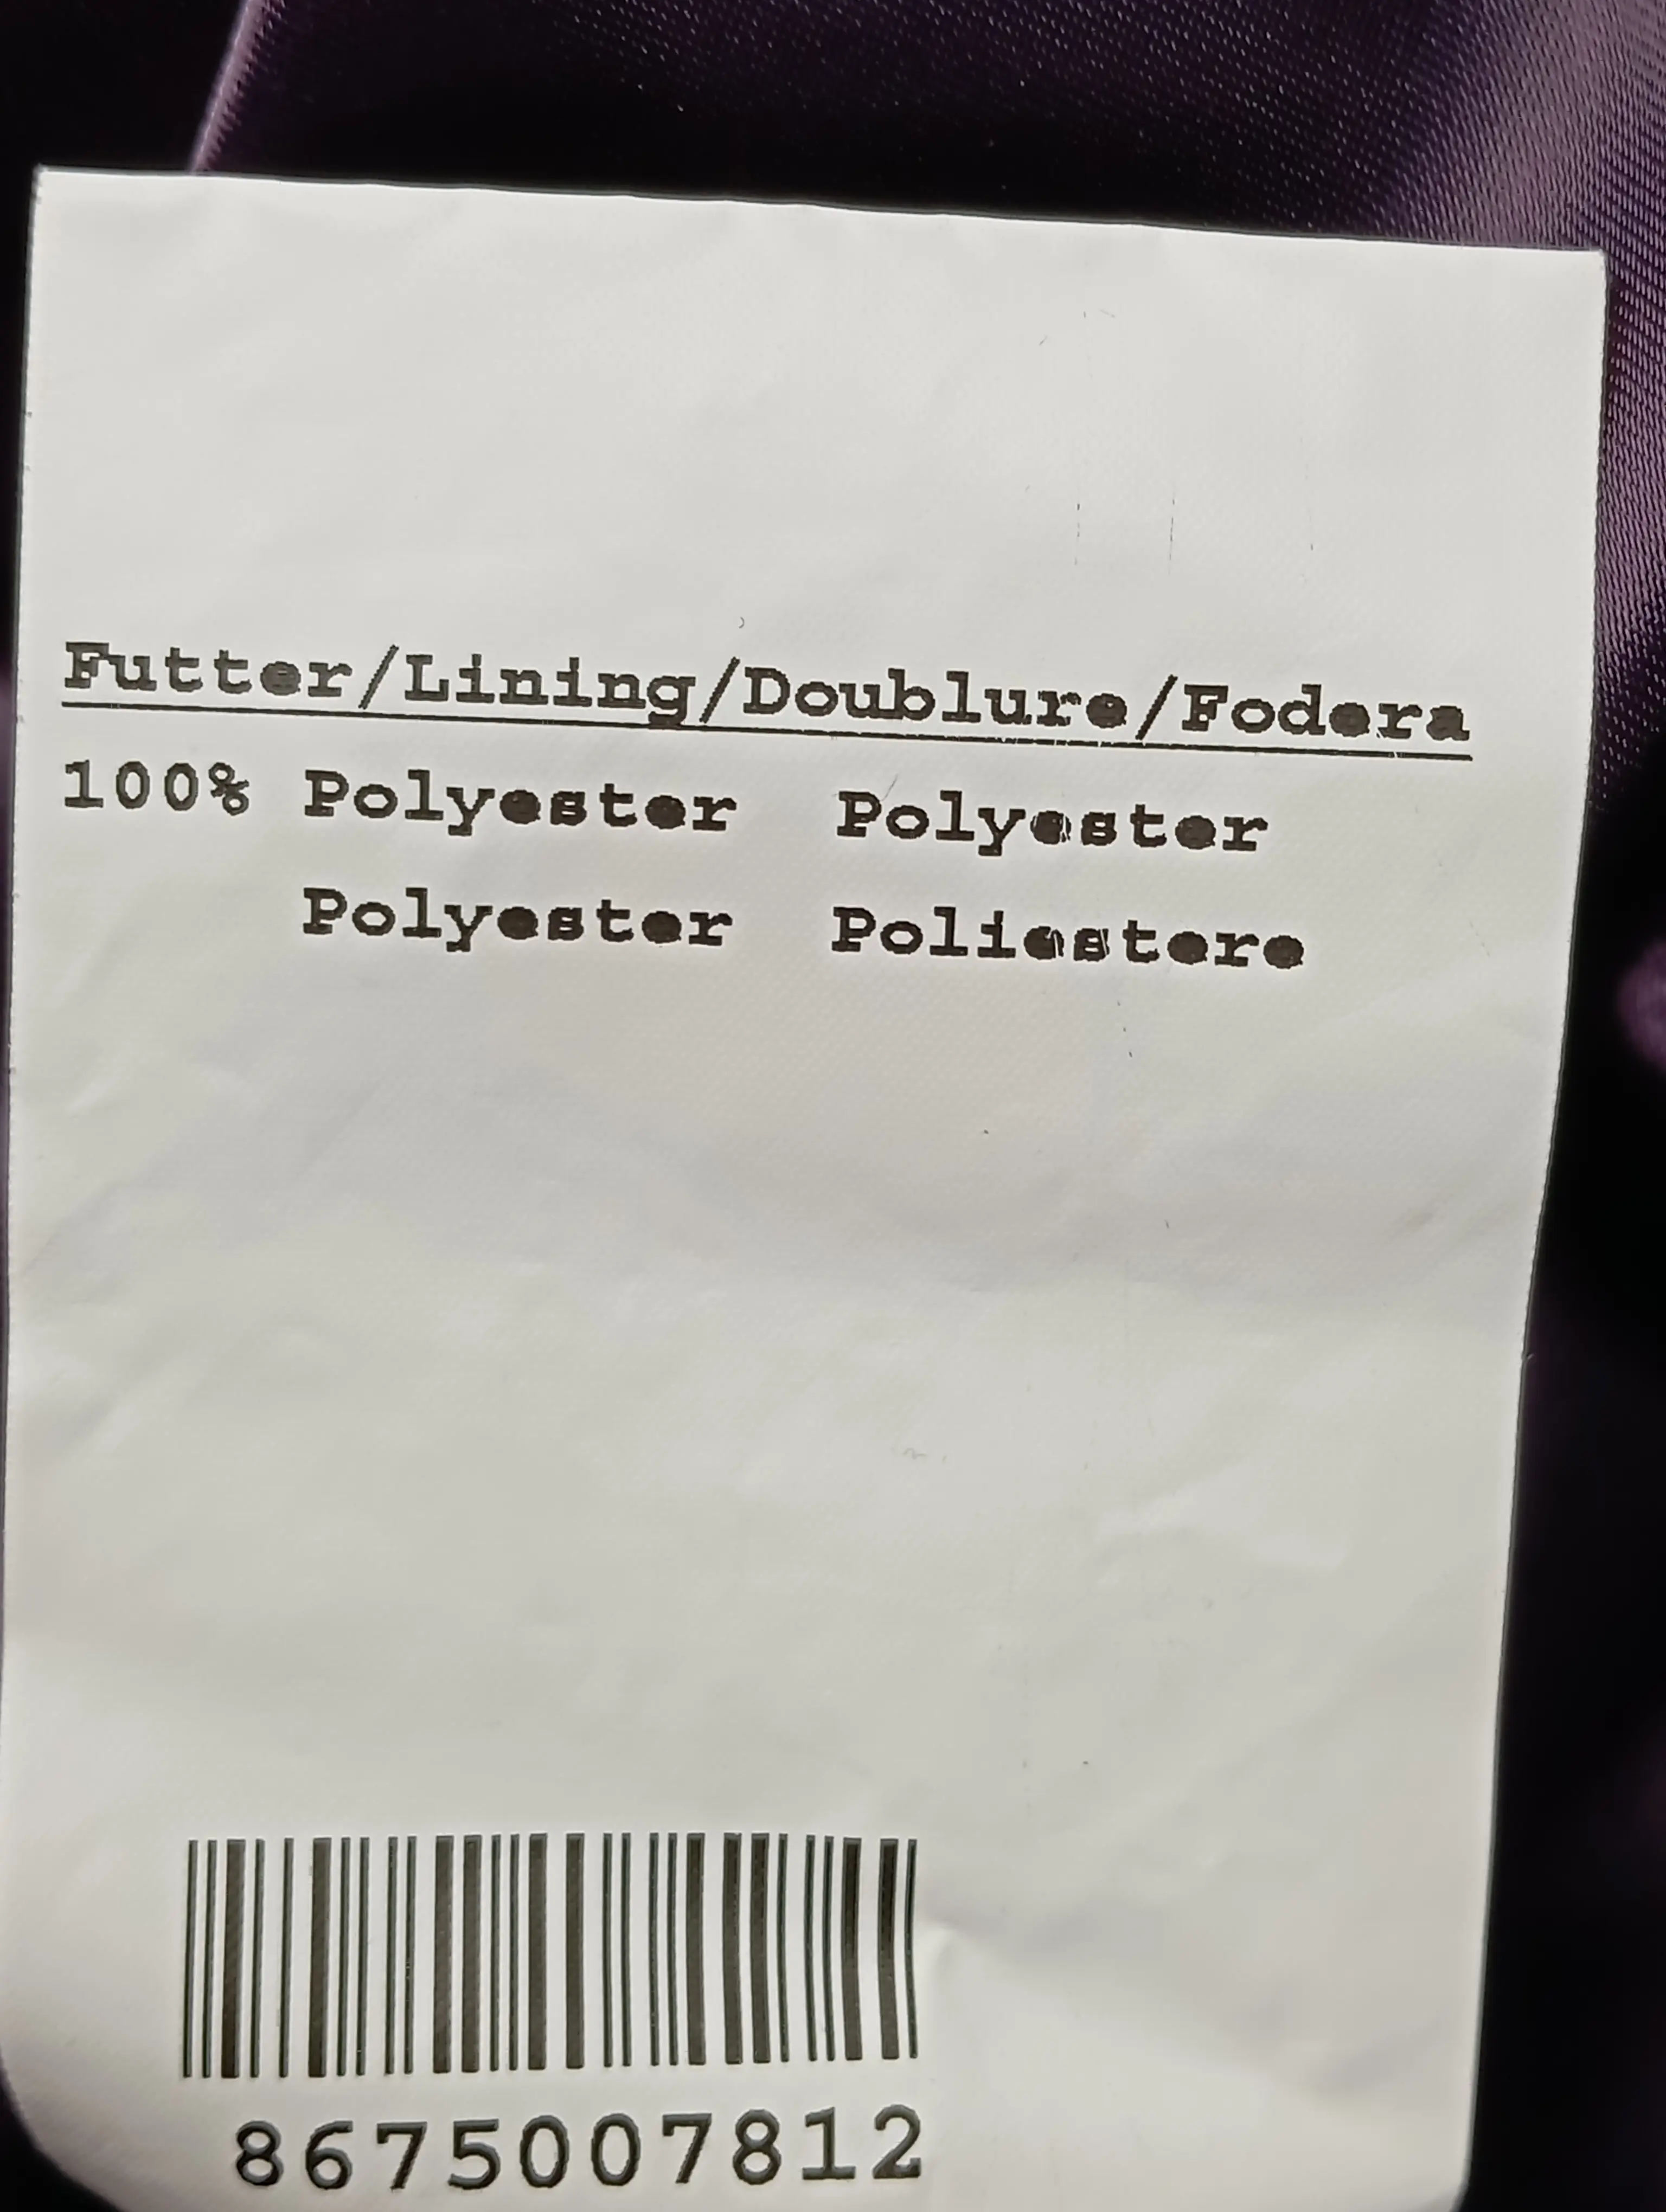 Futter/Lining/Doublure/Fodera
100% Polyester Polyester
Polyester Poliestere
8675007812